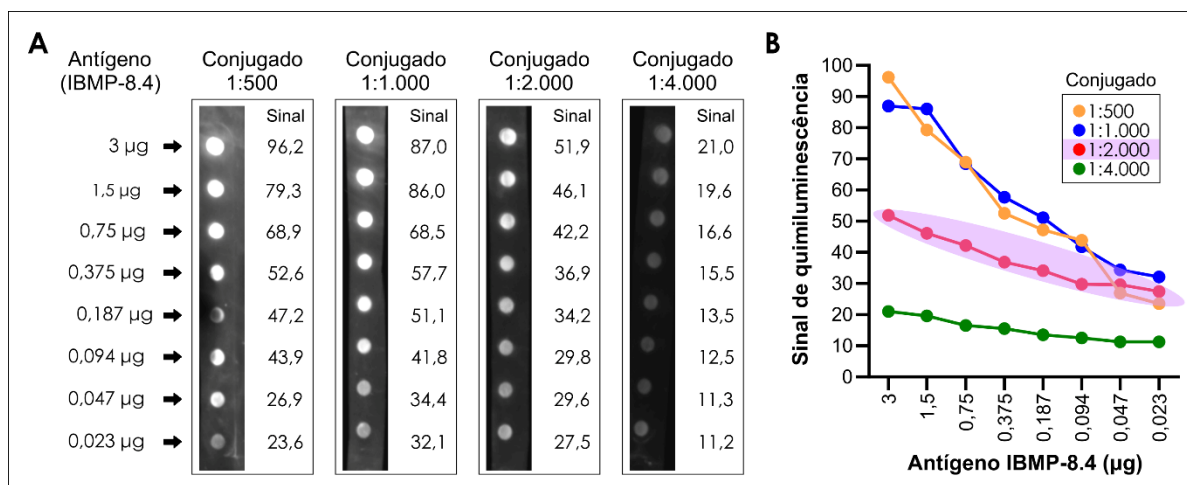 A
Antígeno
(IBMP-8.4)
Conjugado
1:500
Conjugado
1:1.000
Conjugado
1:2.000
Conjugado
1:4.000
Sinal Sinal Sinal Sinal
3 µg 96,2 87,0 51,9 21,0
1,5 µg 79,3 86,0 46,1 19,6
0,75 µg 68,9 68,5 42,2 16,6
0,375 µg 52,6 57,7 36,9 15,5
0,187 µg 47,2 51,1 34,2 13,5
0,094 µg 43,9 41,8 29,8 12,5
0,047 µg 26,9 34,4 29,6 11,3
0,023 µg 23,6 32,1 27,5 11,2
B
Sinal de quimiluminescência
100
90
80
70
60
50
40
30
20
10
0
Conjugado
1:500
1:1.000
1:2.000
1:4.000
3 1,5 0,75 0,375 0,187 0,094 0,047 0,023
Antígeno IBMP-8.4 (µg)